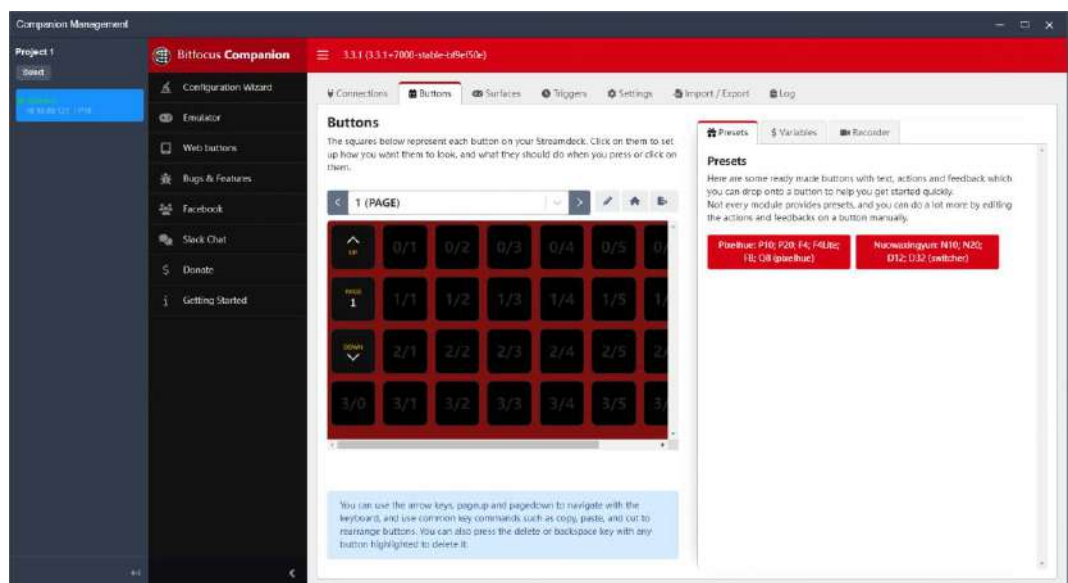 Companion Management
Project 1
Bitfocus Companion
3.3.1 (3.3.1+7000-stable-bf9ef50e)
Configuration Wizard
Emulator
Web buttons
Bugs & Features
Facebook
Slack Chat
Donate
Getting Started
Connections
Buttons
Surfaces
Triggers
Settings
Import / Export
Log
Buttons
The squares below represent each button on your Streamdeck. Click on them to set
up how you want them to look, and what they should do when you press or click on
them.
1 (PAGE)
UP
0/1
0/2
0/3
0/4
0/5
0/
PAGE
1
1/1
1/2
1/3
1/4
1/5
1/
DOWN
2/1
2/2
2/3
2/4
2/5
2/
3/0
3/1
3/2
3/3
3/4
3/5
3/
You can use the arrow keys, pageup and pagedown to navigate with the
keyboard, and use common key commands such as copy, paste, and cut to
rearrange buttons. You can also press the delete or backspace key with any
button highlighted to delete it.
Presets
$ Variables
Recorder
Presets
Here are some ready made buttons with text, actions and feedback which
you can drop onto a button to help you get started quickly.
Not every module provides presets, and you can do a lot more by editing
the actions and feedbacks on a button manually.
Pixelhue: P10; P20; F4; F4Lite;
F8; Q8 (pixelhue)
Nuowaxingyun: N10; N20;
D12; D32 (switcher)